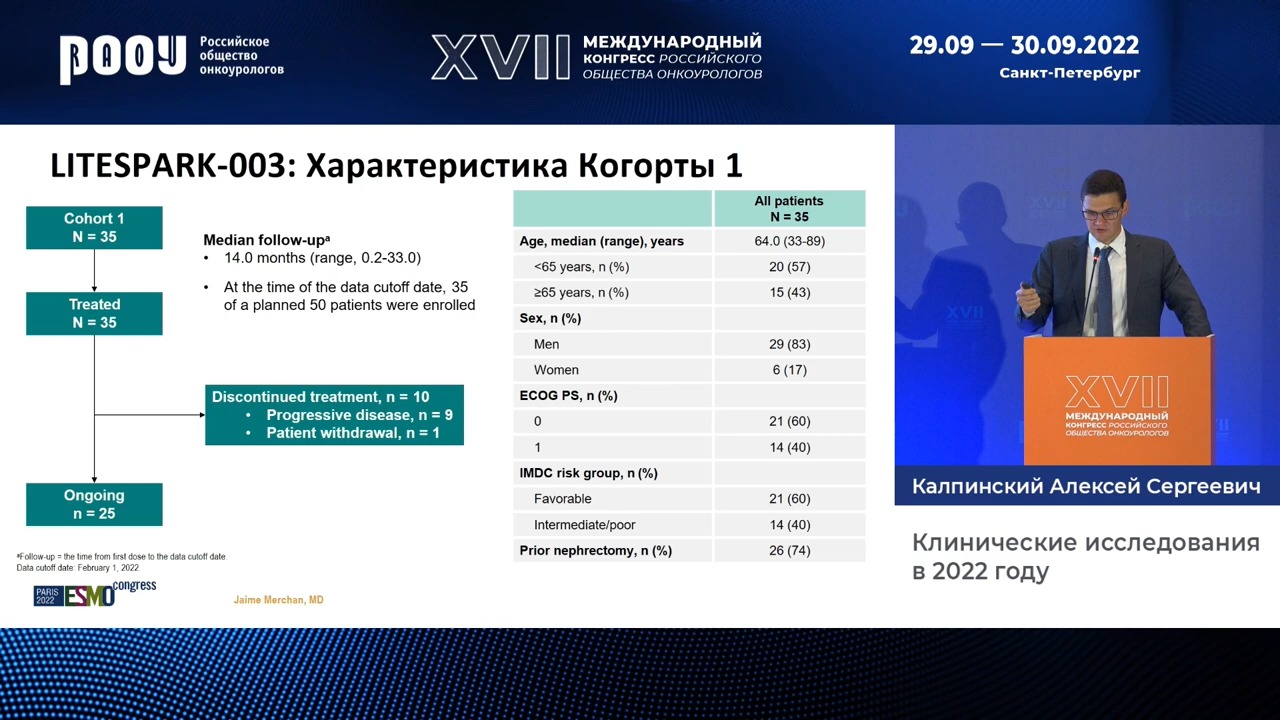 РООУ
Российское
общество
онкоурологов
XVII
МЕЖДУНАРОДНЫЙ
КОНГРЕСС РОССИЙСКОГО
ОБЩЕСТВА ОНКОУРОЛОГОВ
29.09 — 30.09.2022
Санкт-Петербург
LITESPARK-003: Характеристика Когорты 1
Cohort 1
N = 35
Treated
N = 35
Discontinued treatment, n = 10
• Progressive disease, n = 9
• Patient withdrawal, n = 1
Ongoing
n = 25
Median follow-upᵃ
• 14.0 months (range, 0.2-33.0)
• At the time of the data cutoff date, 35
of a planned 50 patients were enrolled
All patients
N = 35
Age, median (range), years 64.0 (33-89)
<65 years, n (%) 20 (57)
≥65 years, n (%) 15 (43)
Sex, n (%)
Men 29 (83)
Women 6 (17)
ECOG PS, n (%)
0 21 (60)
1 14 (40)
IMDC risk group, n (%)
Favorable 21 (60)
Intermediate/poor 14 (40)
Prior nephrectomy, n (%) 26 (74)
ᵃFollow-up = the time from first dose to the data cutoff date.
Data cutoff date: February 1, 2022.
PARIS
2022
ESMO congress
Jaime Merchan, MD
XVII
МЕЖДУНАРОДНЫЙ
КОНГРЕСС РОССИЙСКОГО
ОБЩЕСТВА ОНКОУРОЛОГОВ
Калпинский Алексей Сергеевич
Клинические исследования
в 2022 году